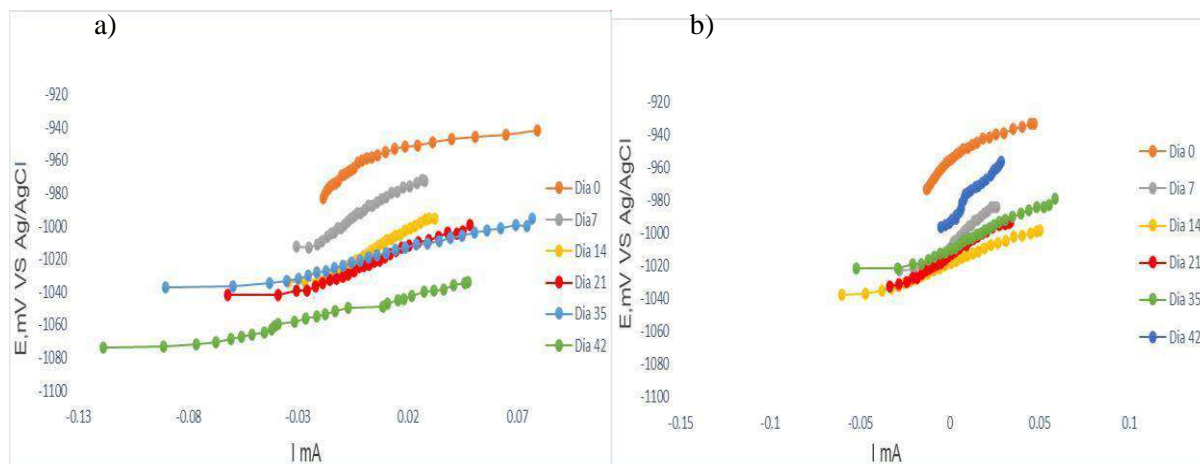 a)
-920
-940
-960
-980
-1000
-1020
-1040
-1060
-1080
-1100
E,mV VS Ag/AgCl
-0.13
-0.08
-0.03
0.02
0.07
I mA
Dia 0
Dia7
Dia 14
Dia 21
Dia 35
Dia 42
b)
-920
-940
-960
-980
-1000
-1020
-1040
-1060
-1080
-1100
E,mV VS Ag/AgCl
-0.15
-0.1
-0.05
0
0.05
0.1
I mA
Dia 0
Dia 7
Dia 14
Dia 21
Dia 35
Dia 42